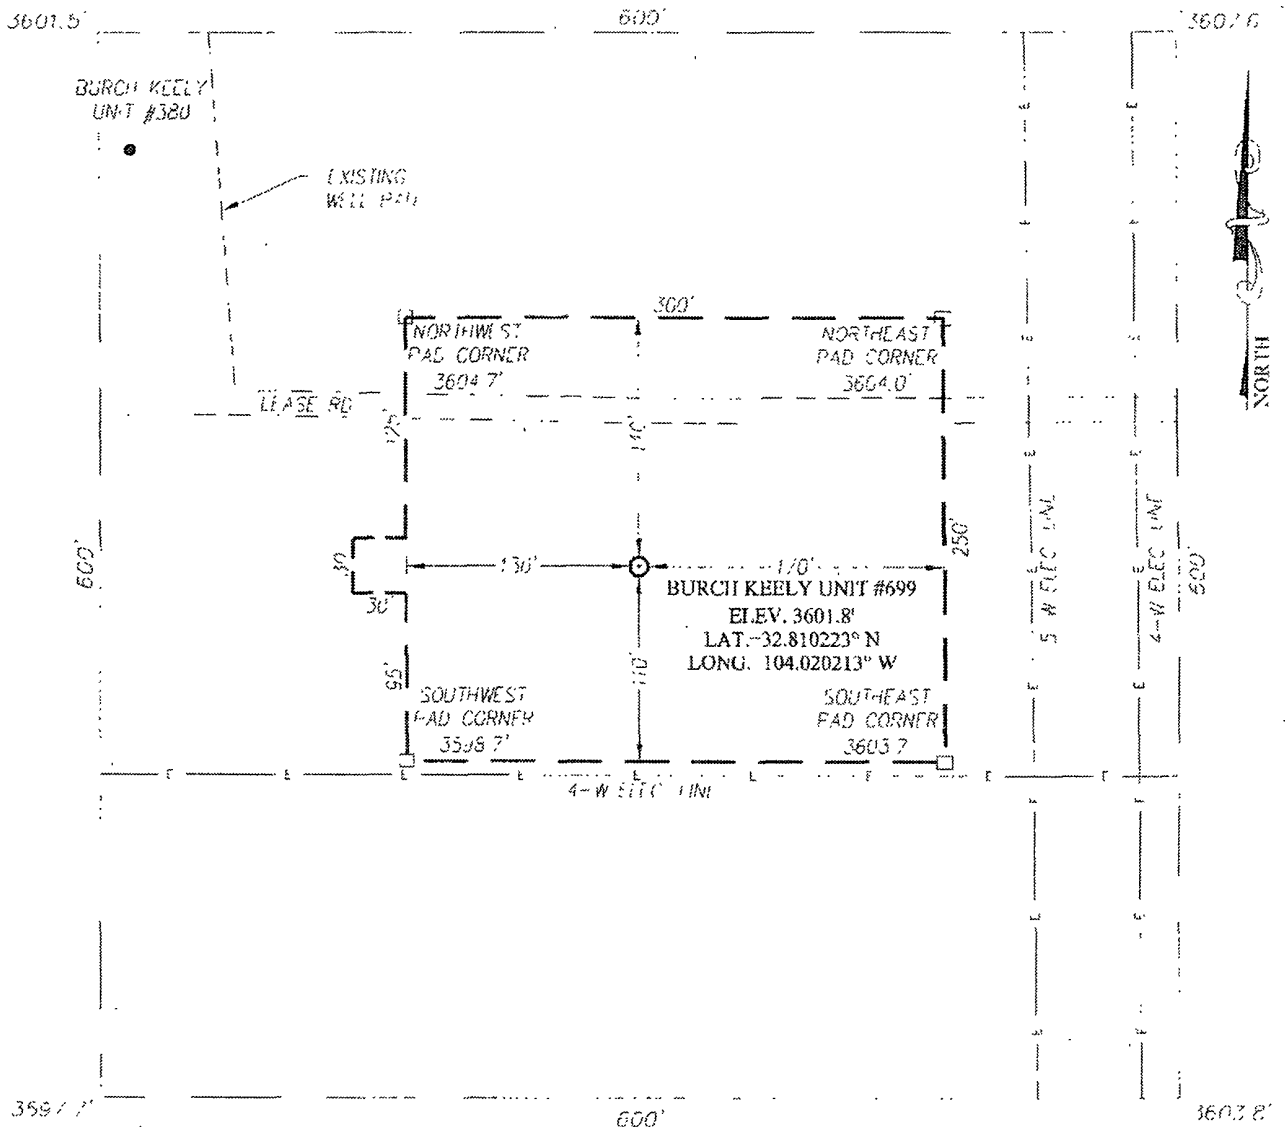 3601.5'
600'
BURCH KEELY
UNIT #380
EXISTING
WELL PAD
300'
NORTHWEST
PAD CORNER
3604.7'
NORTHEAST
PAD CORNER
3604.0'
NORTH
LEASE RD
125'
140'
600'
30'
30'
130'
170'
250'
5-W ELEC LINE
4-W ELEC LINE
600'
BURCH KEELY UNIT #699
ELEV. 3601.8'
LAT.=32.810223° N
LONG. 104.020213° W
95'
110'
SOUTHWEST
PAD CORNER
SOUTHEAST
PAD CORNER
3603.7
E E E E E E E E E
4-W ELEC LINE
3597.7'
600'
3603.8'